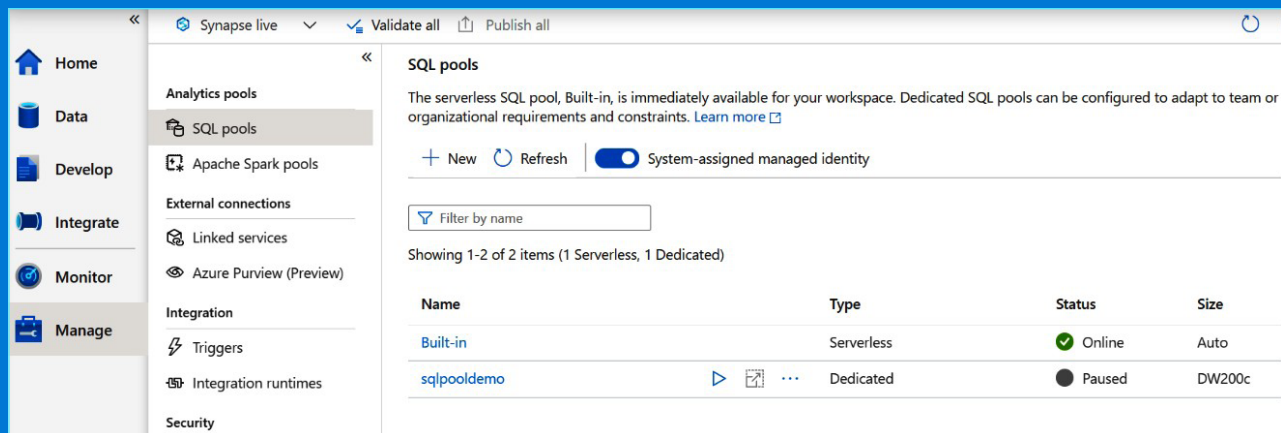 Synapse live
Validate all
Publish all
Home
Data
Develop
Integrate
Monitor
Manage
Analytics pools
SQL pools
Apache Spark pools
External connections
Linked services
Azure Purview (Preview)
Integration
Triggers
Integration runtimes
Security
SQL pools
The serverless SQL pool, Built-in, is immediately available for your workspace. Dedicated SQL pools can be configured to adapt to team or
organizational requirements and constraints. Learn more
New Refresh System-assigned managed identity
Filter by name
Showing 1-2 of 2 items (1 Serverless, 1 Dedicated)
Name Type Status Size
Built-in Serverless Online Auto
sqlpooldemo Dedicated Paused DW200c